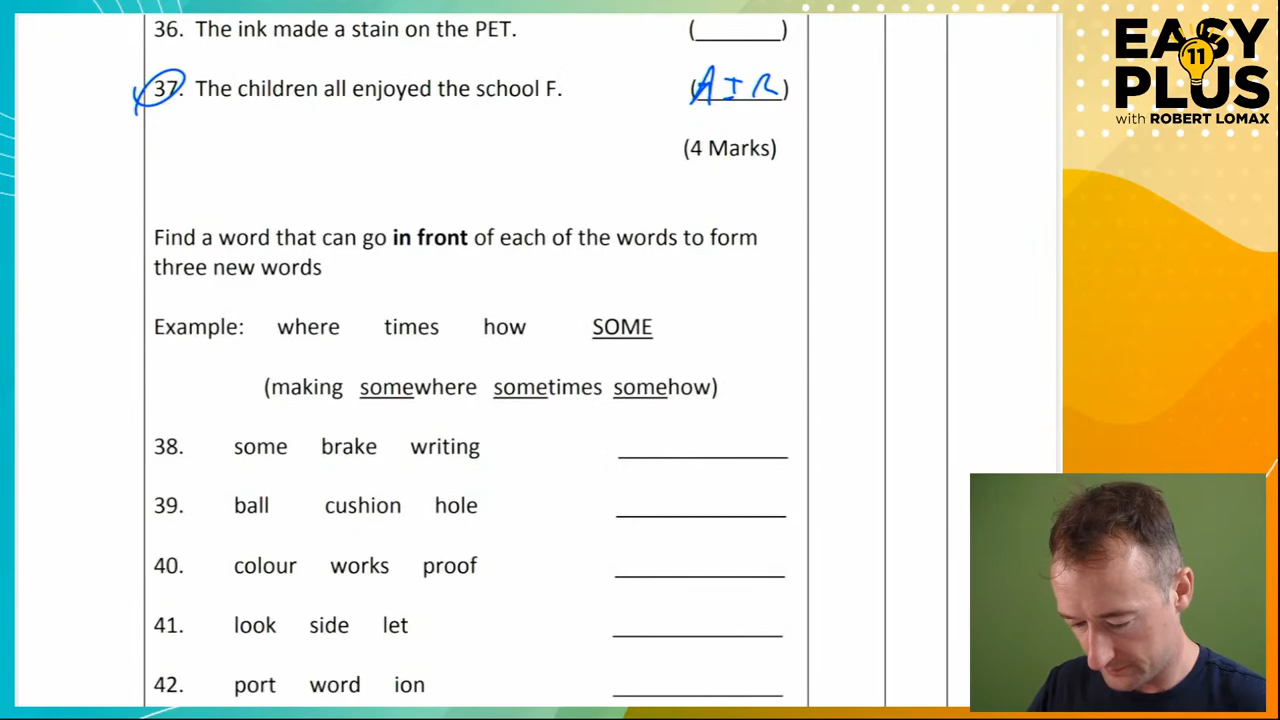 36. The ink made a stain on the PET. (______)
37. The children all enjoyed the school F. (AIR)
(4 Marks)
Find a word that can go in front of each of the words to form
three new words
Example: where times how SOME
(making somewhere sometimes somehow)
38. some brake writing
39. ball cushion hole
40. colour works proof
41. look side let
42. port word ion
EASY
11
PLUS
with ROBERT LOMAX